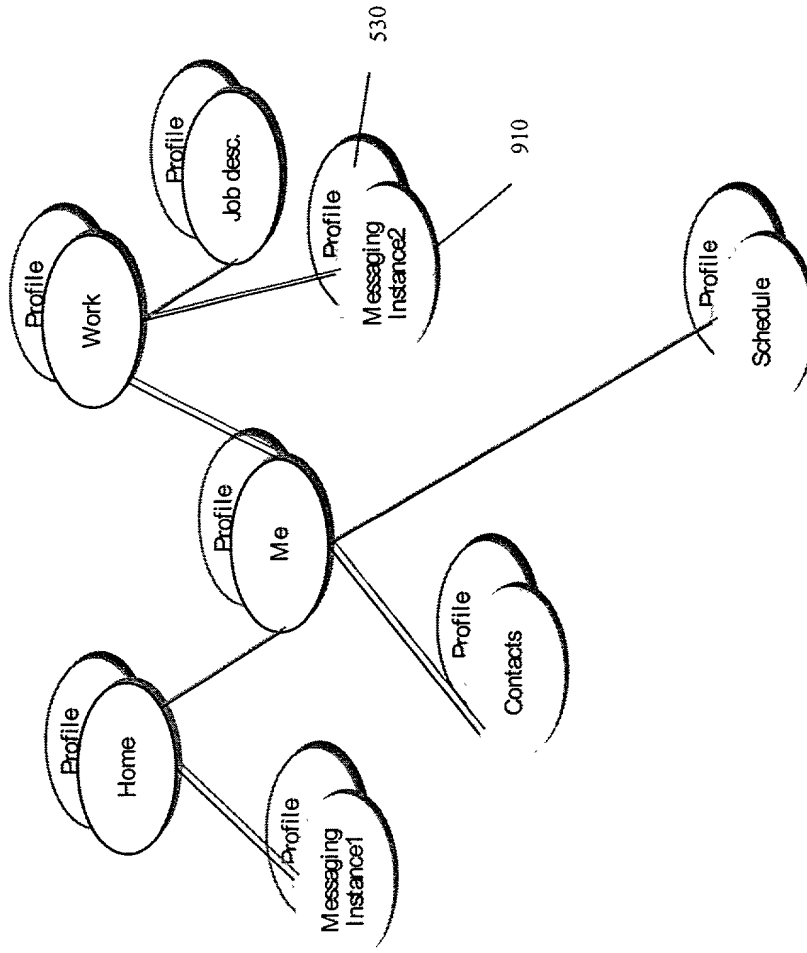 Profile
Work
Profile
Home
Profile
Job desc.
Profile
Me
Profile
Messaging
Instance1
Profile
Messaging
Instance2
530
Profile
Contacts
910
Profile
Schedule